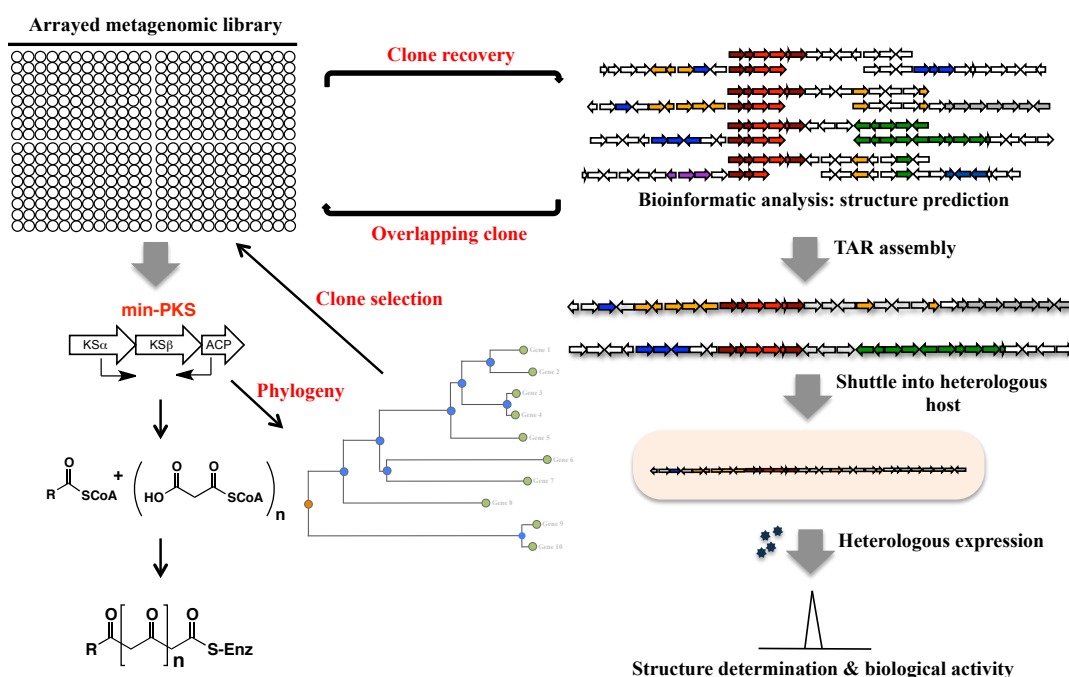 Arrayed metagenomic library
Clone recovery
Overlapping clone
Bioinformatic analysis: structure prediction
TAR assembly
Shuttle into heterologous
host
Heterologous expression
Structure determination & biological activity
Clone selection
min-PKS
KSα
KSβ
ACP
Phylogeny
Gene 1
Gene 2
Gene 3
Gene 4
Gene 5
Gene 6
Gene 7
Gene 8
Gene 9
Gene 10
O
R
SCoA
+
O
O
HO
SCoA
n
O
O
O
R
S-Enz
n